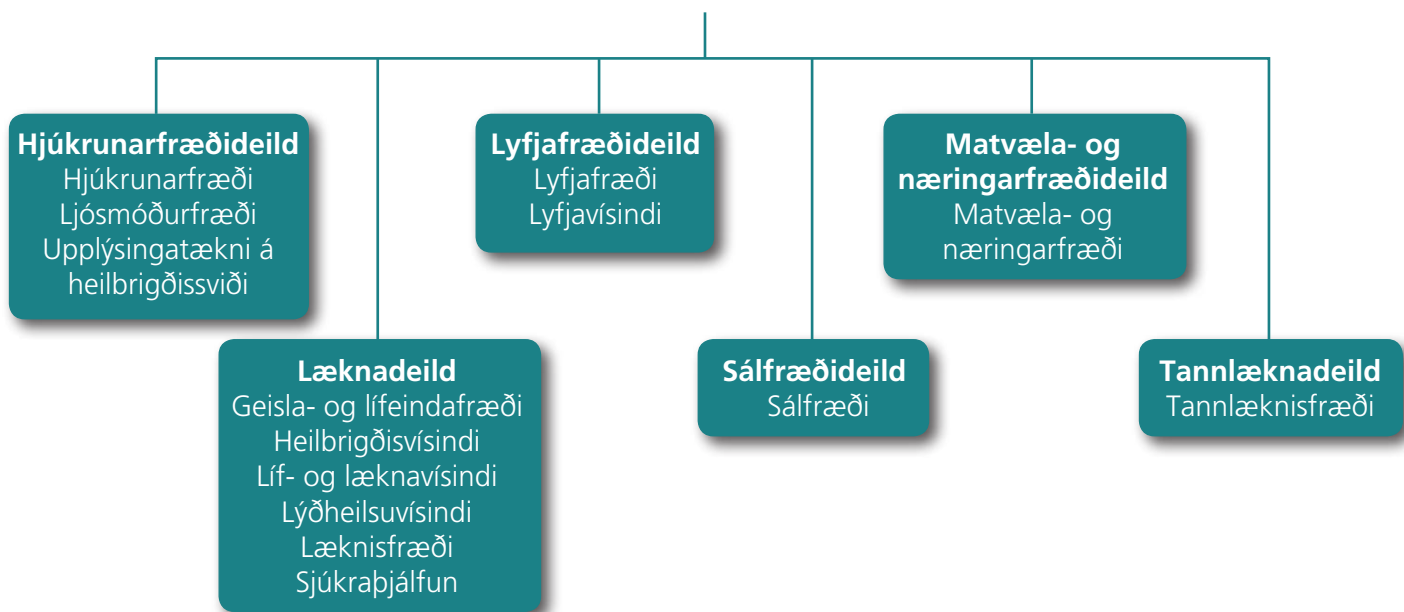 Hjúkrunarfræðideild
Hjúkrunarfræði
Ljósmóðurfræði
Upplýsingatækni á
heilbrigðissviði
Læknadeild
Geisla- og lífeindafræði
Heilbrigðisvísindi
Líf- og læknavísindi
Lýðheilsuvísindi
Læknisfræði
Sjúkraþjálfun
Lyfjafræðideild
Lyfjafræði
Lyfjavísindi
Sálfræðideild
Sálfræði
Matvæla- og
næringarfræðideild
Matvæla- og
næringarfræði
Tannlæknadeild
Tannlæknisfræði